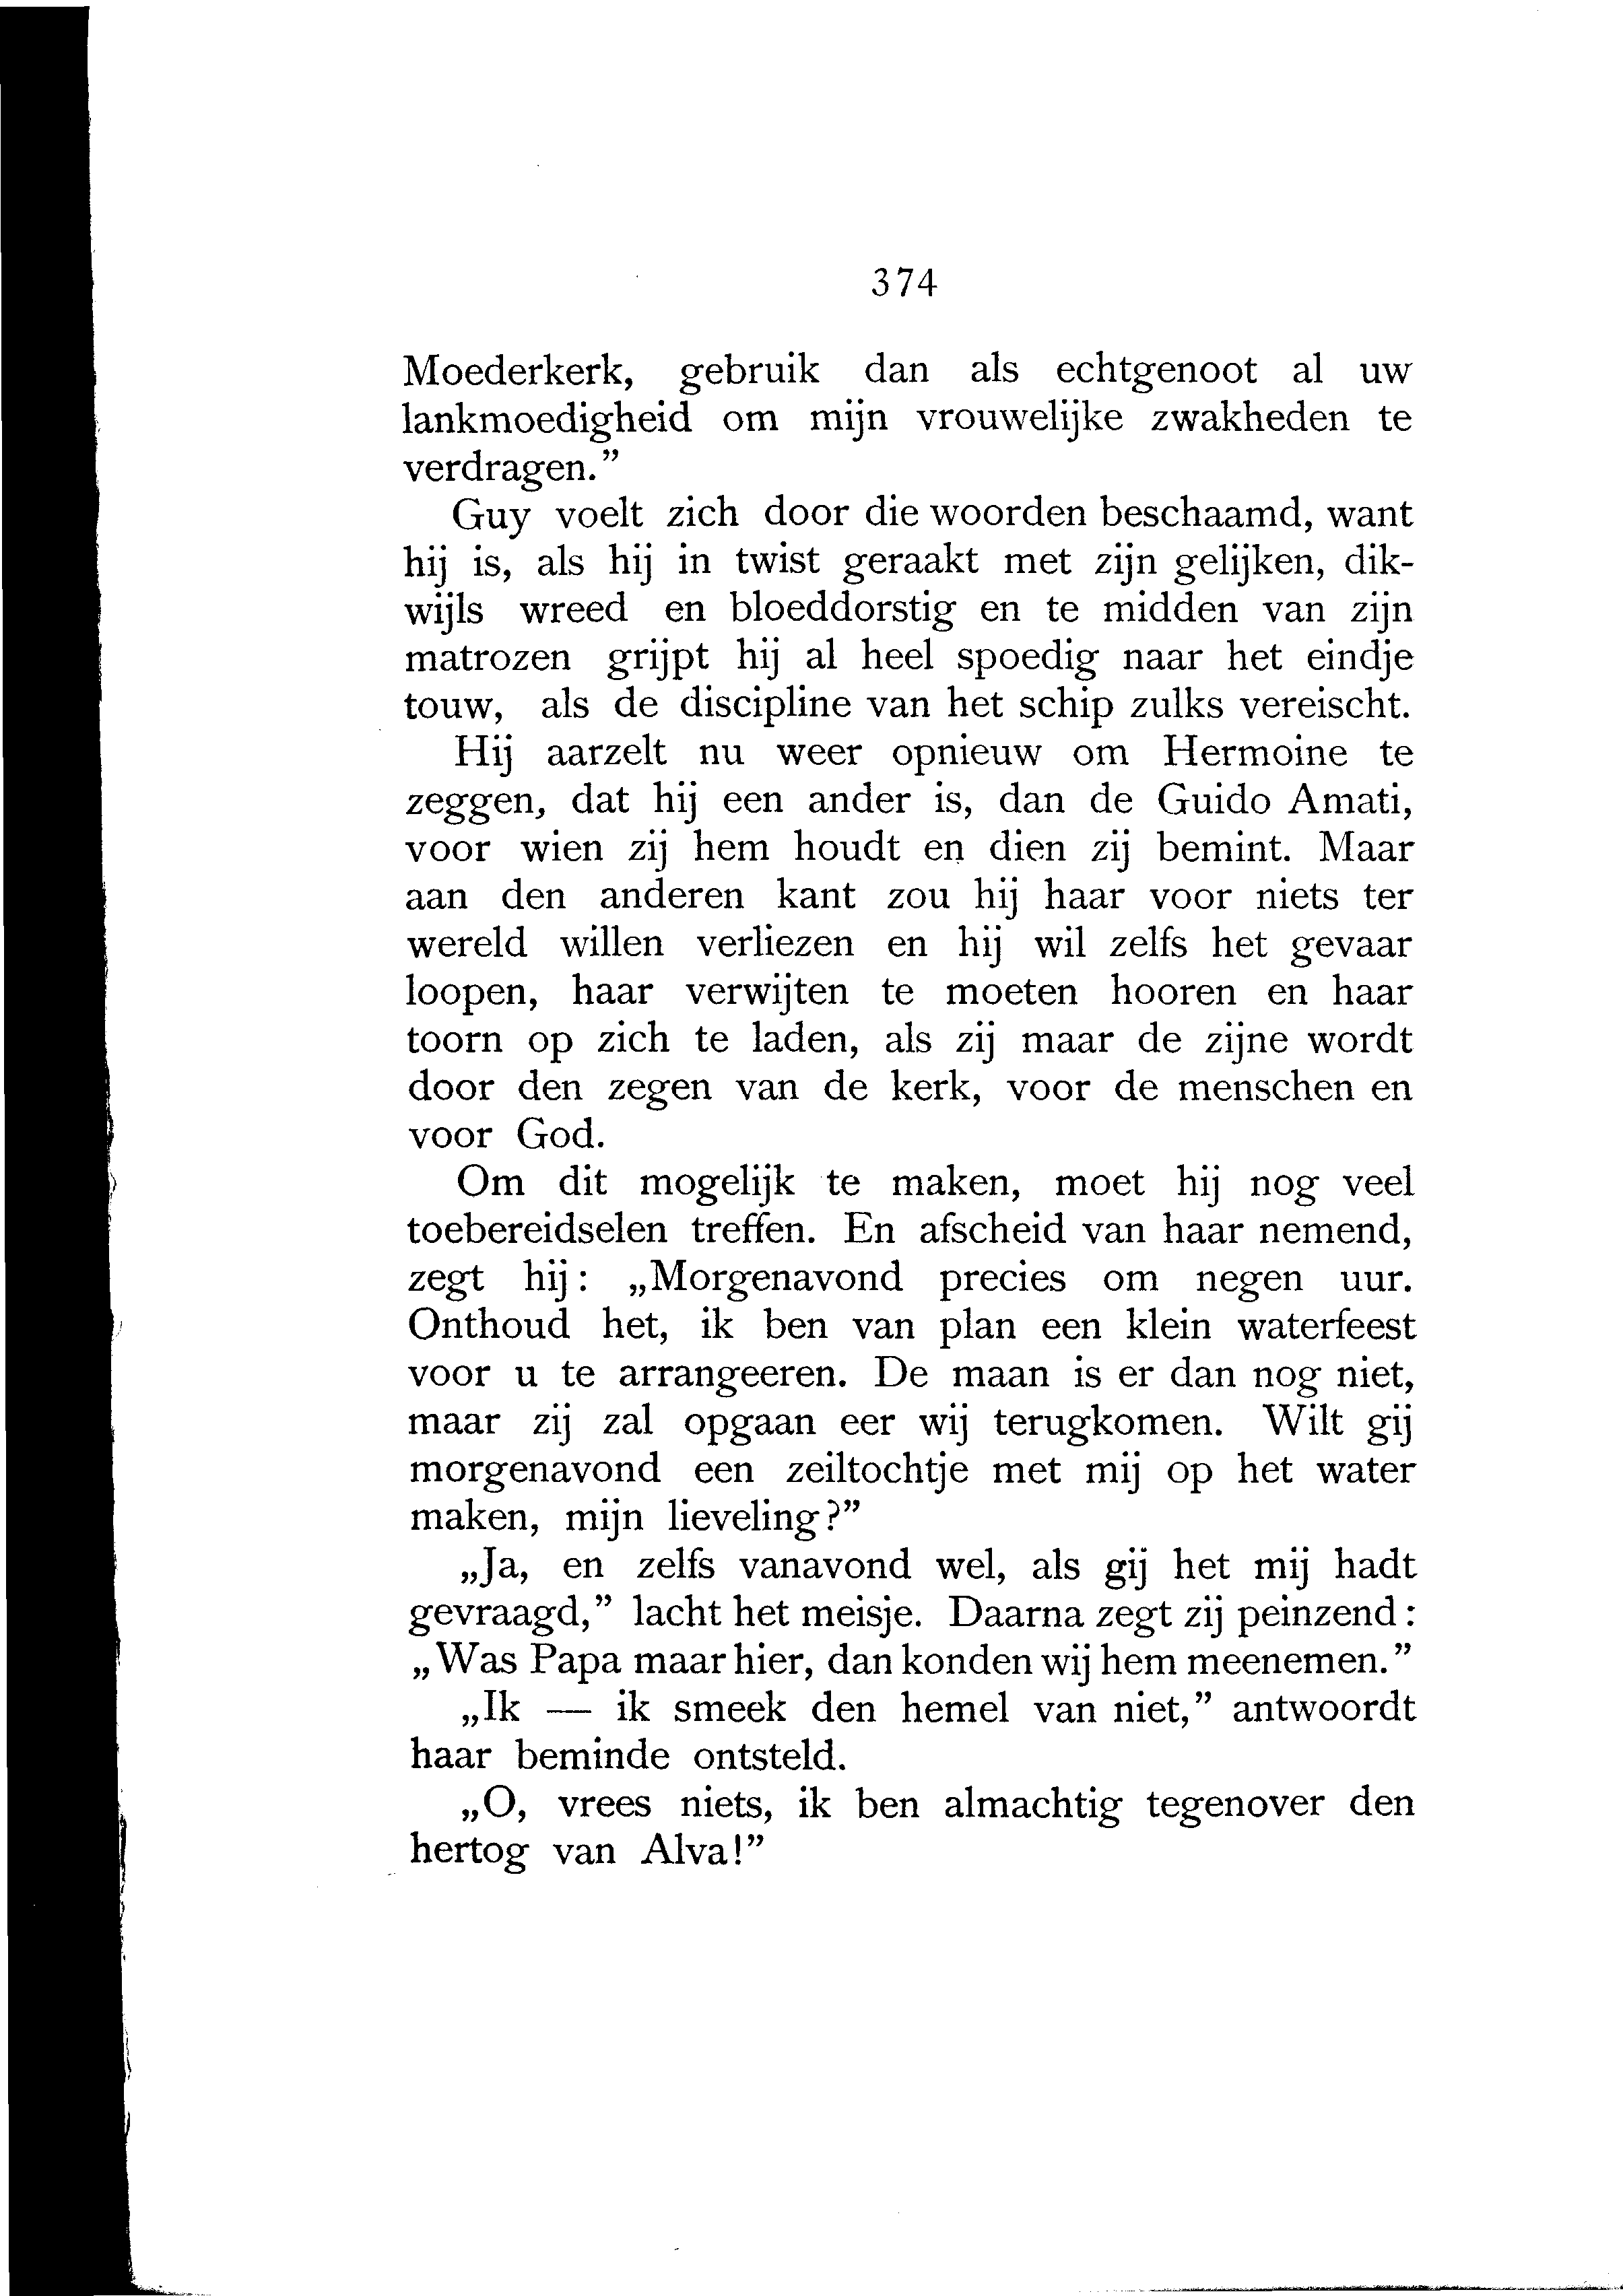 374
Moederkerk, gebruik dan als echtgenoot al uw
lankmoedigheid om mijn vrouwelijke zwakheden te
verdragen.”
Guy voelt zich door die woorden beschaamd, want
hij is, als hij in twist geraakt met zijn gelijken, dik-
wijls wreed en bloeddorstig en te midden van zijn
matrozen grijpt hij al heel spoedig naar het eindje
touw, als de discipline van het schip zulks vereischt.
Hij aarzelt nu weer opnieuw om Hermoine te
zeggen, dat hij een ander is, dan de Guido Amati,
voor wien zij hem houdt en dien zij bemint. Maar
aan den anderen kant zou hij haar voor niets ter
wereld willen verliezen en hij wil zelfs het gevaar
loopen, haar verwijten te moeten hooren en haar
toorn op zich te laden, als zij maar de zijne wordt
door den zegen van de kerk, voor de menschen en
voor God.
Om dit mogelijk te maken, moet hij nog veel
toebereidselen treffen. En afscheid van haar nemend,
zegt hij: „Morgenavond precies om negen uur.
Onthoud het, ik ben van plan een klein waterfeest
voor u te arrangeeren. De maan is er dan nog niet,
maar zij zal opgaan eer wij terugkomen. Wilt gij
morgenavond een zeiltochtje met mij op het water
maken, mijn lieveling?”
„Ja, en zelfs vanavond wel, als gij het mij hadt
gevraagd,” lacht het meisje. Daarna zegt zij peinzend:
„Was Papa maar hier, dan konden wij hem meenemen.”
„Ik — ik smeek den hemel van niet,” antwoordt
haar beminde ontsteld.
„O, vrees niets, ik ben almachtig tegenover den
hertog van Alva!”